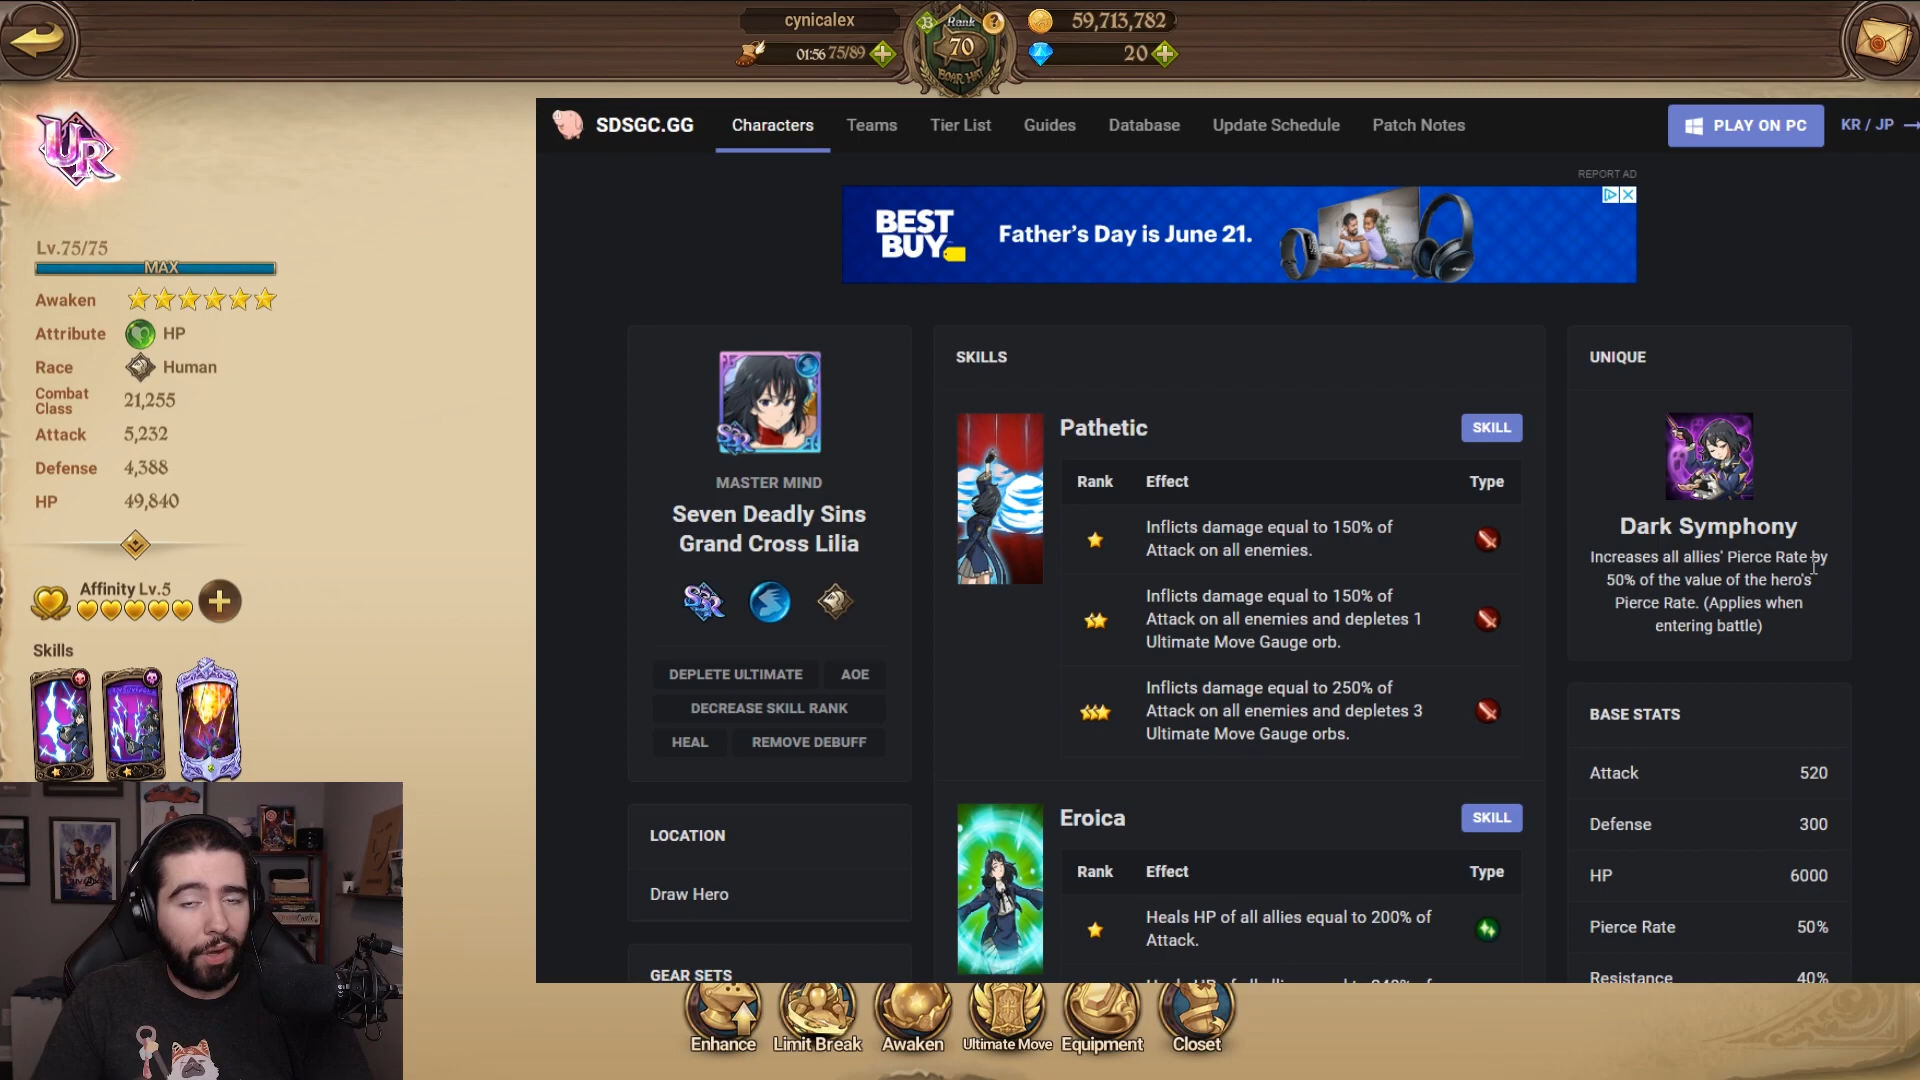 cynicalex
01:56 75/89
Rank
70
BOAR HAT
59,713,782
20
UR
Lv.75/75
MAX
Awaken
Attribute HP
Race Human
Combat Class 21,255
Attack 5,232
Defense 4,388
HP 49,840
Affinity Lv.5
Skills
SDSGC.GG
Characters
Teams
Tier List
Guides
Database
Update Schedule
Patch Notes
PLAY ON PC
KR / JP
REPORT AD
BEST
BUY
Father's Day is June 21.
SSR
MASTER MIND
Seven Deadly Sins
Grand Cross Lilia
SSR
DEPLETE ULTIMATE
AOE
DECREASE SKILL RANK
HEAL
REMOVE DEBUFF
LOCATION
Draw Hero
GEAR SETS
SKILLS
Pathetic
SKILL
Rank Effect Type
Inflicts damage equal to 150% of
Attack on all enemies.
Inflicts damage equal to 150% of
Attack on all enemies and depletes 1
Ultimate Move Gauge orb.
Inflicts damage equal to 250% of
Attack on all enemies and depletes 3
Ultimate Move Gauge orbs.
Eroica
SKILL
Rank Effect Type
Heals HP of all allies equal to 200% of
Attack.
UNIQUE
Dark Symphony
Increases all allies' Pierce Rate by
50% of the value of the hero's
Pierce Rate. (Applies when
entering battle)
BASE STATS
Attack 520
Defense 300
HP 6000
Pierce Rate 50%
Resistance 40%
Enhance
Limit Break
Awaken
Ultimate Move
Equipment
Closet